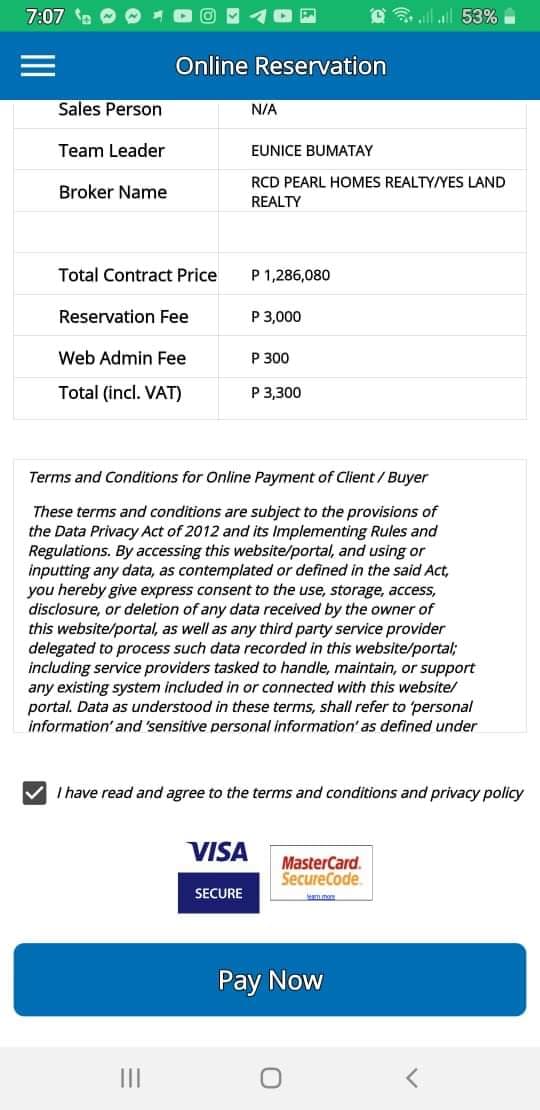 7:07
53%
Online Reservation
Sales Person N/A
Team Leader EUNICE BUMATAY
Broker Name RCD PEARL HOMES REALTY/YES LAND
REALTY
Total Contract Price P 1,286,080
Reservation Fee P 3,000
Web Admin Fee P 300
Total (incl. VAT) P 3,300
Terms and Conditions for Online Payment of Client / Buyer
These terms and conditions are subject to the provisions of
the Data Privacy Act of 2012 and its Implementing Rules and
Regulations. By accessing this website/portal, and using or
inputting any data, as contemplated or defined in the said Act,
you hereby give express consent to the use, storage, access,
disclosure, or deletion of any data received by the owner of
this website/portal, as well as any third party service provider
delegated to process such data recorded in this website/portal;
including service providers tasked to handle, maintain, or support
any existing system included in or connected with this website/
portal. Data as understood in these terms, shall refer to 'personal
information' and 'sensitive personal information' as defined under
I have read and agree to the terms and conditions and privacy policy
VISA
SECURE
MasterCard.
SecureCode.
learn more
Pay Now